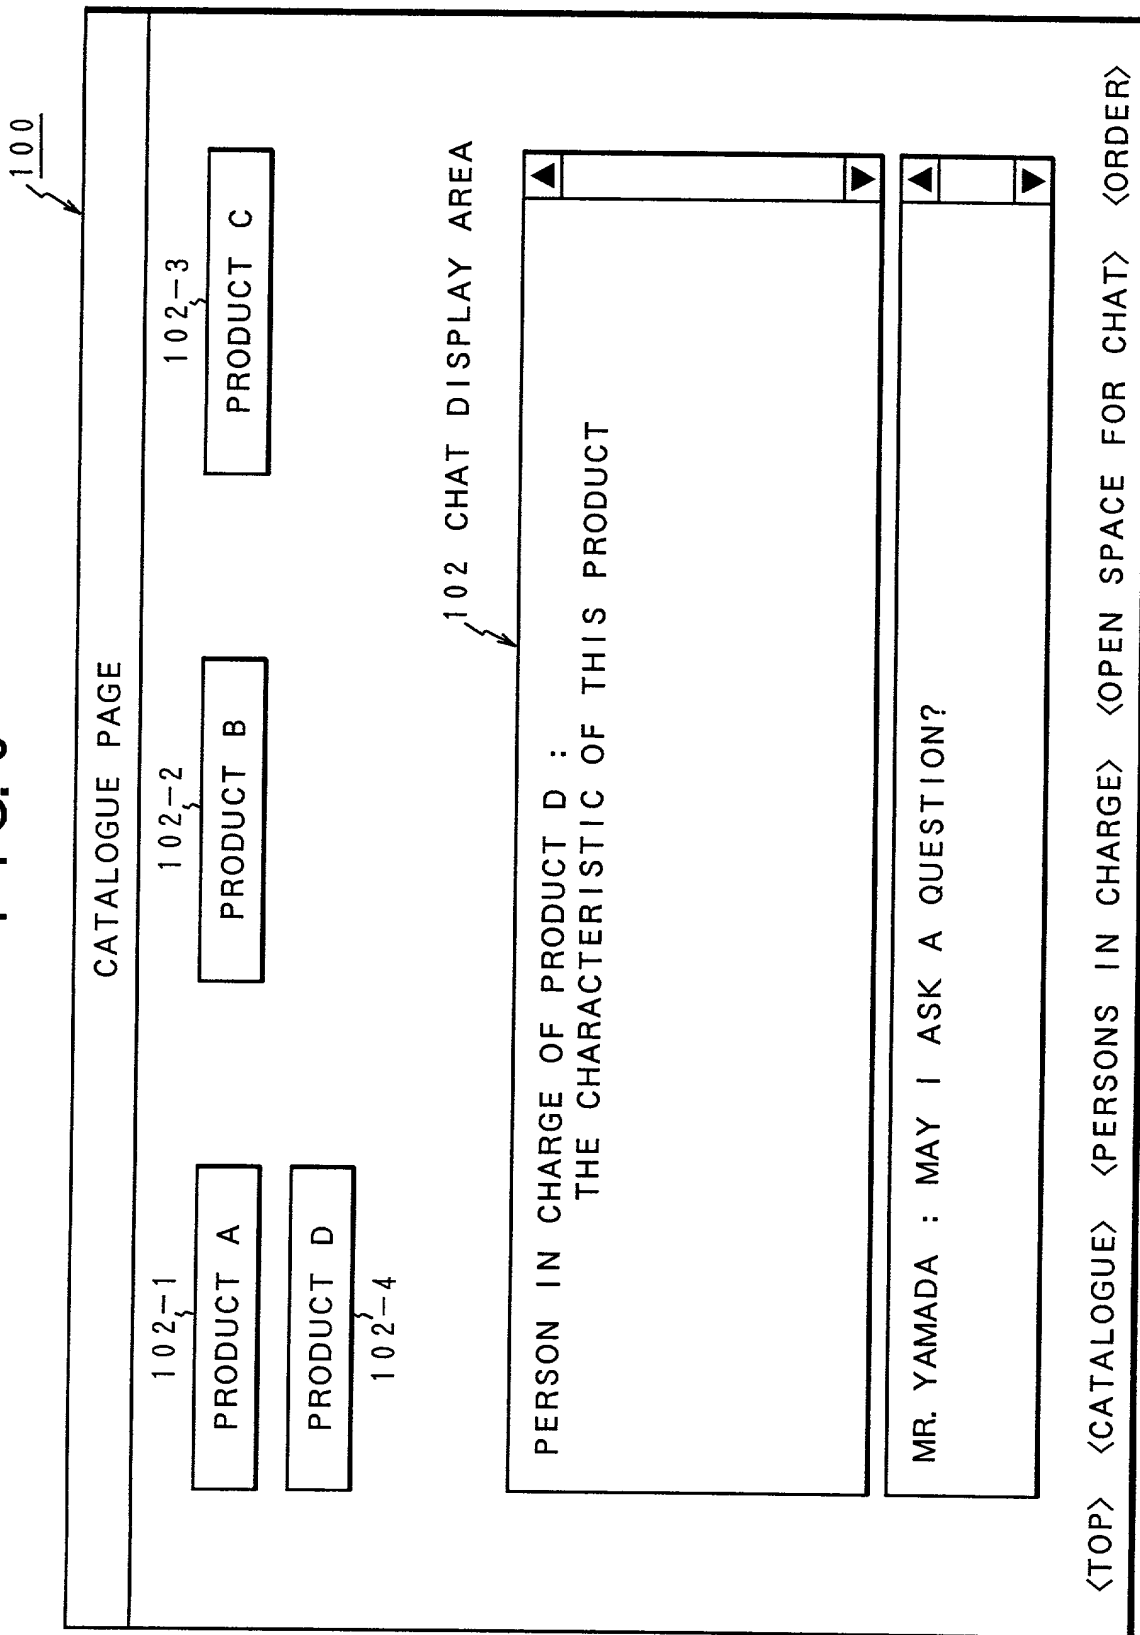 100
CATALOGUE PAGE
102-1
102-2
102-3
PRODUCT A
PRODUCT B
PRODUCT C
PRODUCT D
102-4
102 CHAT DISPLAY AREA
PERSON IN CHARGE OF PRODUCT D :
THE CHARACTERISTIC OF THIS PRODUCT
MR. YAMADA : MAY I ASK A QUESTION?
〈TOP〉 〈CATALOGUE〉 〈PERSONS IN CHARGE〉 〈OPEN SPACE FOR CHAT〉 〈ORDER〉